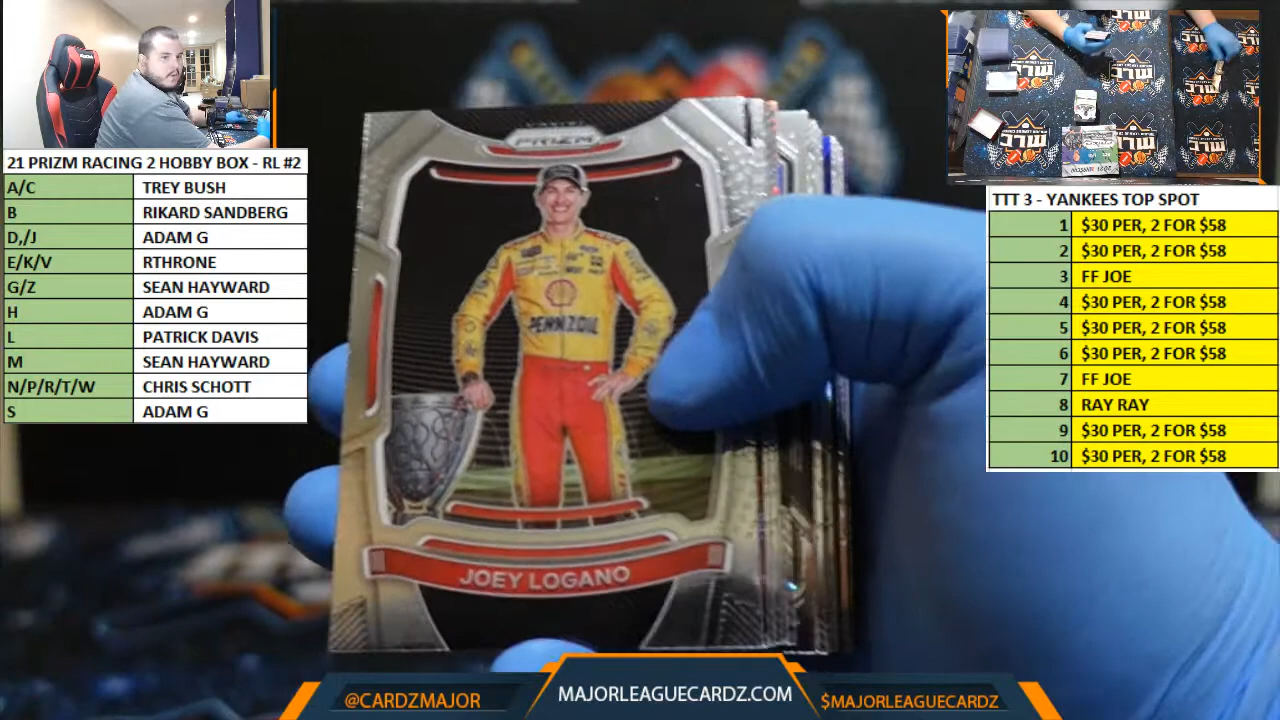 21 PRIZM RACING 2 HOBBY BOX - RL #2
A/C TREY BUSH
B RIKARD SANDBERG
D,/J ADAM G
E/K/V RTHRONE
G/Z SEAN HAYWARD
H ADAM G
L PATRICK DAVIS
M SEAN HAYWARD
N/P/R/T/W CHRIS SCHOTT
S ADAM G
PRIZM
PENNZOIL
JOEY LOGANO
TTT 3 - YANKEES TOP SPOT
1 $30 PER, 2 FOR $58
2 $30 PER, 2 FOR $58
3 FF JOE
4 $30 PER, 2 FOR $58
5 $30 PER, 2 FOR $58
6 $30 PER, 2 FOR $58
7 FF JOE
8 RAY RAY
9 $30 PER, 2 FOR $58
10 $30 PER, 2 FOR $58
@CARDZMAJOR
MAJORLEAGUECARDZ.COM
$MAJORLEAGUECARDZ